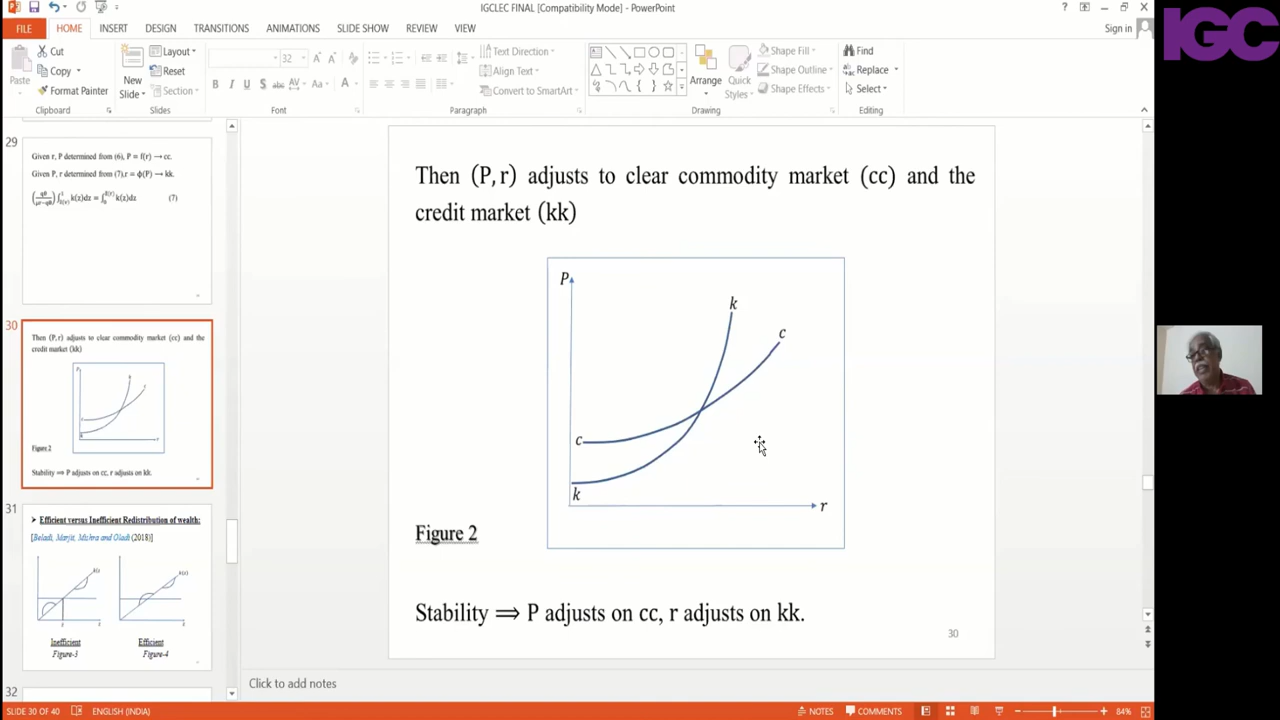 IGCLEC FINAL [Compatibility Mode] - PowerPoint
Sign in
IGC
FILE HOME INSERT DESIGN TRANSITIONS ANIMATIONS SLIDE SHOW REVIEW VIEW
Cut
Copy
Format Painter
Paste
Clipboard
New
Slide
Layout
Reset
Section
Slides
32
Font
Text Direction
Align Text
Convert to SmartArt
Paragraph
Arrange
Quick
Styles
Shape Fill
Shape Outline
Shape Effects
Drawing
Find
Replace
Select
Editing
29
Given r, P determined from (6), P = f(r) → cc.
Given P, r determined from (7), r = ϕ(P) → kk.
(7)
30
Then (P, r) adjusts to clear commodity market (cc) and the
credit market (kk)
Figure 2
Stability ⟹ P adjusts on cc, r adjusts on kk.
31
➤ Efficient versus Inefficient Redistribution of wealth:
[Beladi, Marjit, Mishra and Oladi (2018)]
Inefficient
Figure-3
Efficient
Figure-4
32
Then (P, r) adjusts to clear commodity market (cc) and the
credit market (kk)
P
k
c
c
k
r
Figure 2
Stability ⟹ P adjusts on cc, r adjusts on kk.
30
Click to add notes
SLIDE 30 OF 40 ENGLISH (INDIA) NOTES COMMENTS 84%